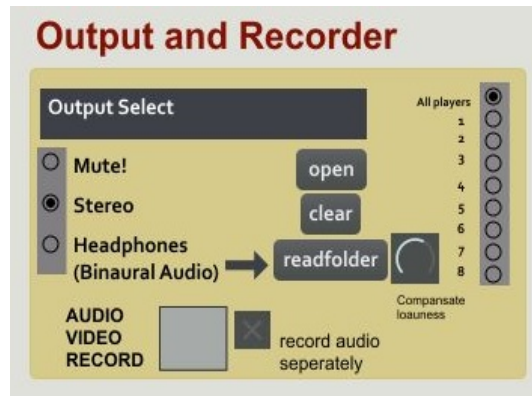 Output and Recorder
Output Select
All players
1
2
3
4
5
6
7
8
Mute!
Stereo
Headphones
(Binaural Audio)
open
clear
readfolder
Compansate
loauness
AUDIO
VIDEO
RECORD
record audio
seperately